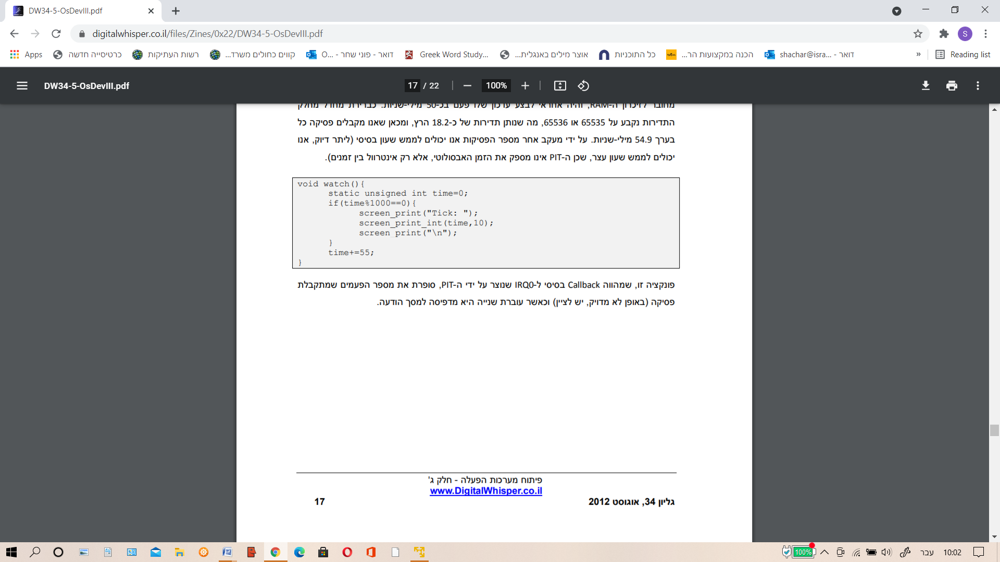 DW34-5-OsDevIII.pdf
digitalwhisper.co.il/files/Zines/0x22/DW34-5-OsDevIII.pdf
S
Apps
כרטיסייה חדשה
רשות העתיקות
קווים כחולים משרד...
דואר - פוני שחר - O...
Greek Word Study...
אוצר מילים באנגלית...
כל התוכניות
הכנה במקצועות הר...
דואר - shachar@isra...
»
Reading list
DW34-5-OsDevIII.pdf
17 / 22
100%
מחובר לזיכרון ה-RAM, והיה אחראי לבצע עדכון שלו פעם בכ-50 מילי-שניות. כברירת מחדל מחלק
התדירות נקבע על 65535 או 65536, מה שנותן תדירות של כ-18.2 הרץ, ומכאן שאנו מקבלים פסיקה כל
בערך 54.9 מילי-שניות. על ידי מעקב אחר מספר הפסיקות אנו יכולים לממש שעון בסיסי (ליתר דיוק, אנו
יכולים לממש שעון עצר, שכן ה-PIT אינו מספק את הזמן האבסולוטי, אלא רק אינטרוול בין זמנים).
void watch(){
static unsigned int time=0;
if(time%1000==0){
screen_print("Tick: ");
screen_print_int(time,10);
screen_print("\n");
}
time+=55;
}
פונקציה זו, שמהווה Callback בסיסי ל-IRQ0 שנוצר על ידי ה-PIT, סופרת את מספר הפעמים שמתקבלת
פסיקה (באופן לא מדויק, יש לציין) וכאשר עוברת שנייה היא מדפיסה למסך הודעה.
פיתוח מערכות הפעלה - חלק ג'
www.DigitalWhisper.co.il
גליון 34, אוגוסט 2012
17
100%
עבר
10:02